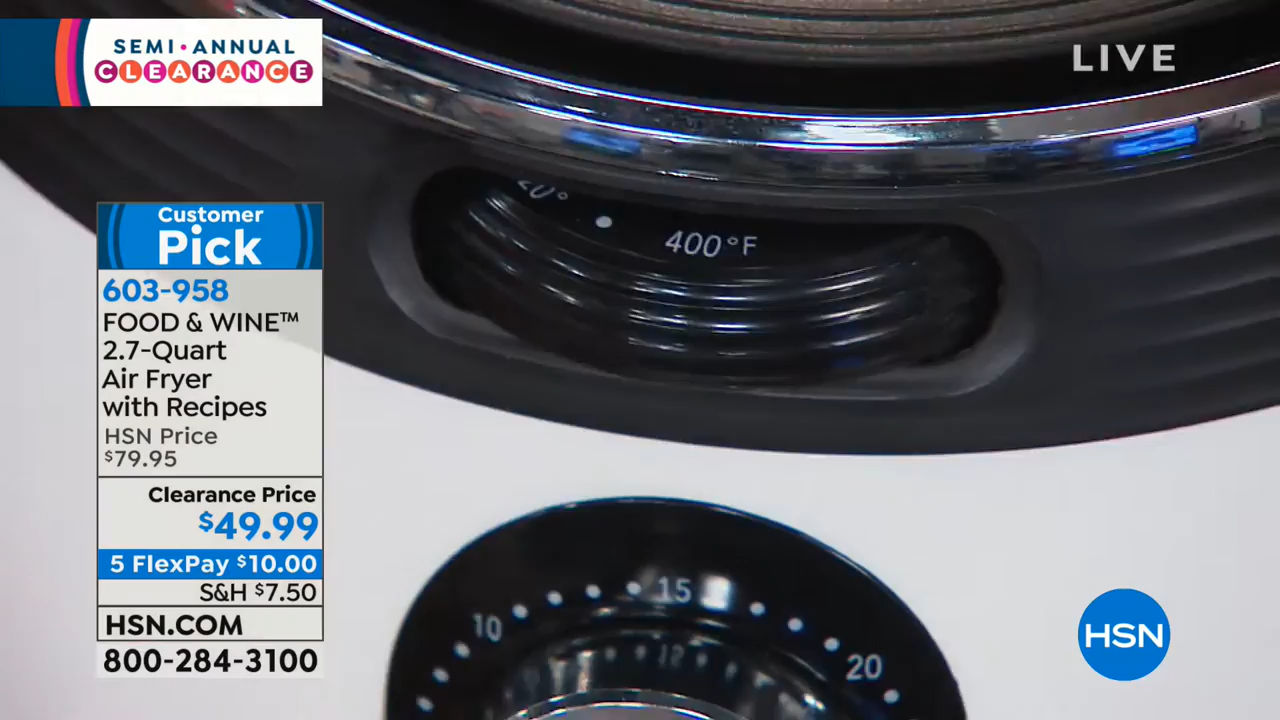 SEMI•ANNUAL
CLEARANCE
LIVE
Customer
Pick
603-958
FOOD & WINE™
2.7-Quart
Air Fryer
with Recipes
HSN Price
$79.95
Clearance Price
$49.99
5 FlexPay $10.00
S&H $7.50
HSN.COM
800-284-3100
400°F
10
15
20
12
HSN